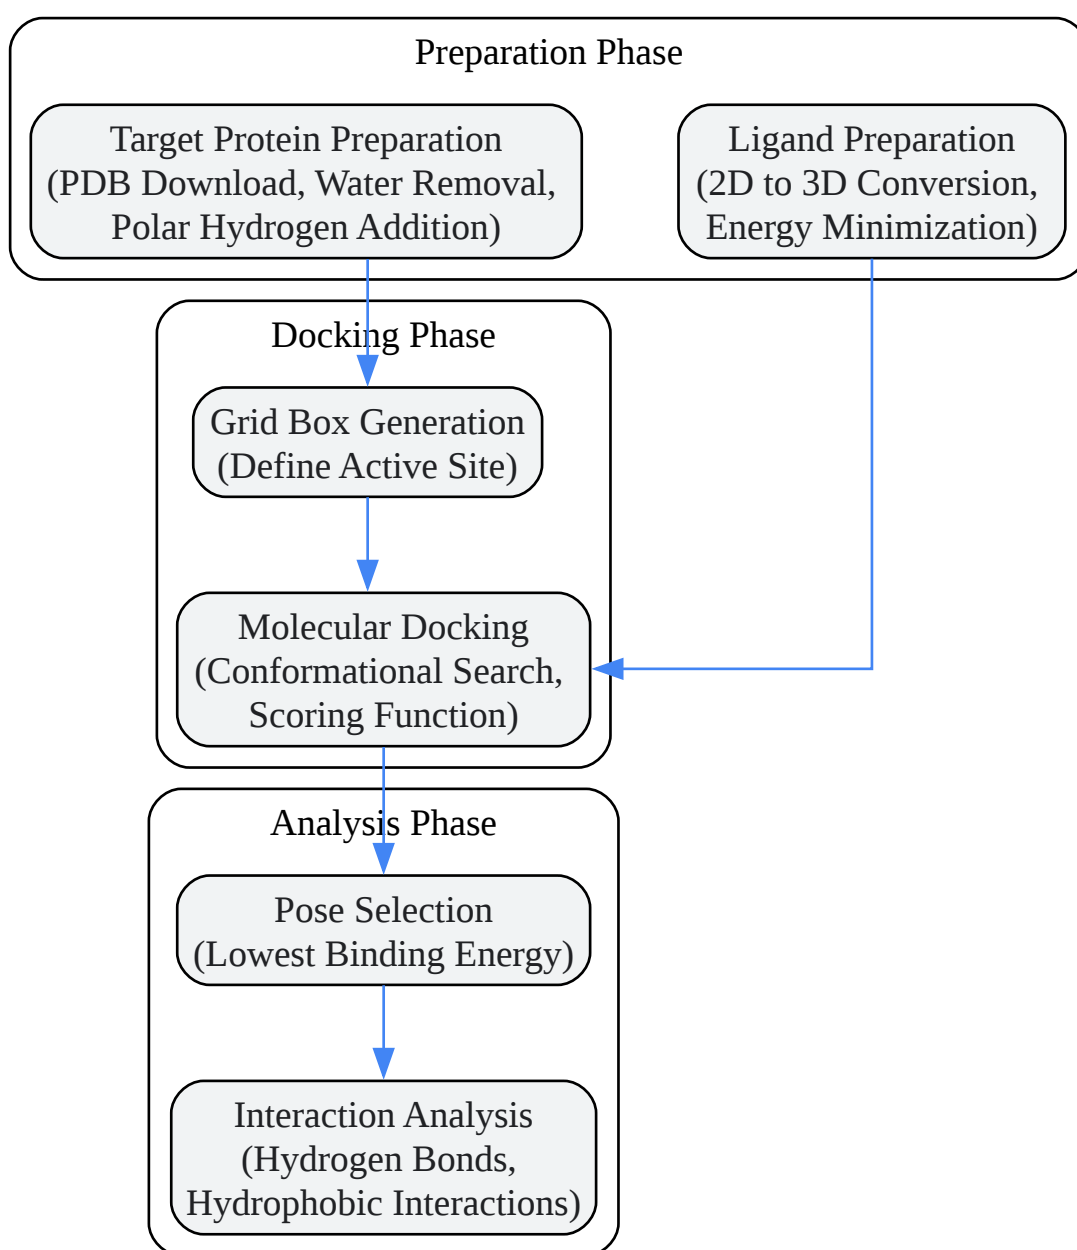 Preparation Phase
Target Protein Preparation
(PDB Download, Water Removal,
Polar Hydrogen Addition)
Ligand Preparation
(2D to 3D Conversion,
Energy Minimization)
Docking Phase
Grid Box Generation
(Define Active Site)
Molecular Docking
(Conformational Search,
Scoring Function)
Analysis Phase
Pose Selection
(Lowest Binding Energy)
Interaction Analysis
(Hydrogen Bonds,
Hydrophobic Interactions)